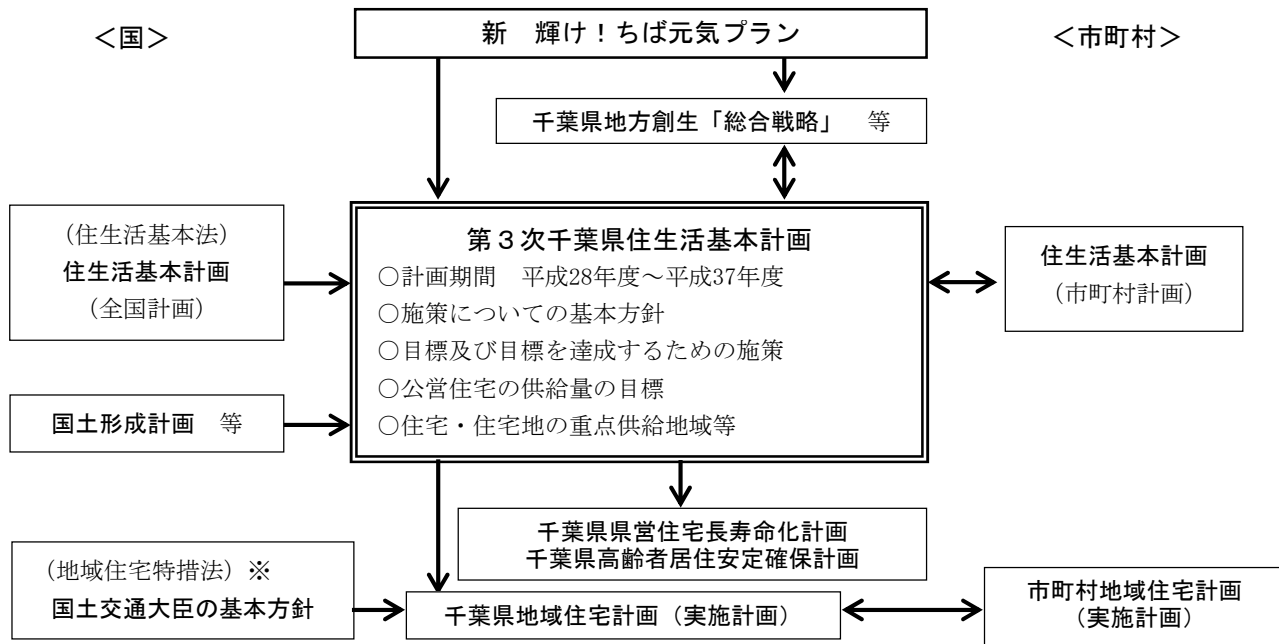 <国>
新 輝け!ちば元気プラン
<市町村>
千葉県地方創生「総合戦略」 等
(住生活基本法)
住生活基本計画
(全国計画)
国土形成計画 等
第3次千葉県住生活基本計画
○計画期間 平成28年度~平成37年度
○施策についての基本方針
○目標及び目標を達成するための施策
○公営住宅の供給量の目標
○住宅・住宅地の重点供給地域等
住生活基本計画
(市町村計画)
千葉県県営住宅長寿命化計画
千葉県高齢者居住安定確保計画
(地域住宅特措法)※
国土交通大臣の基本方針
千葉県地域住宅計画(実施計画)
市町村地域住宅計画
(実施計画)